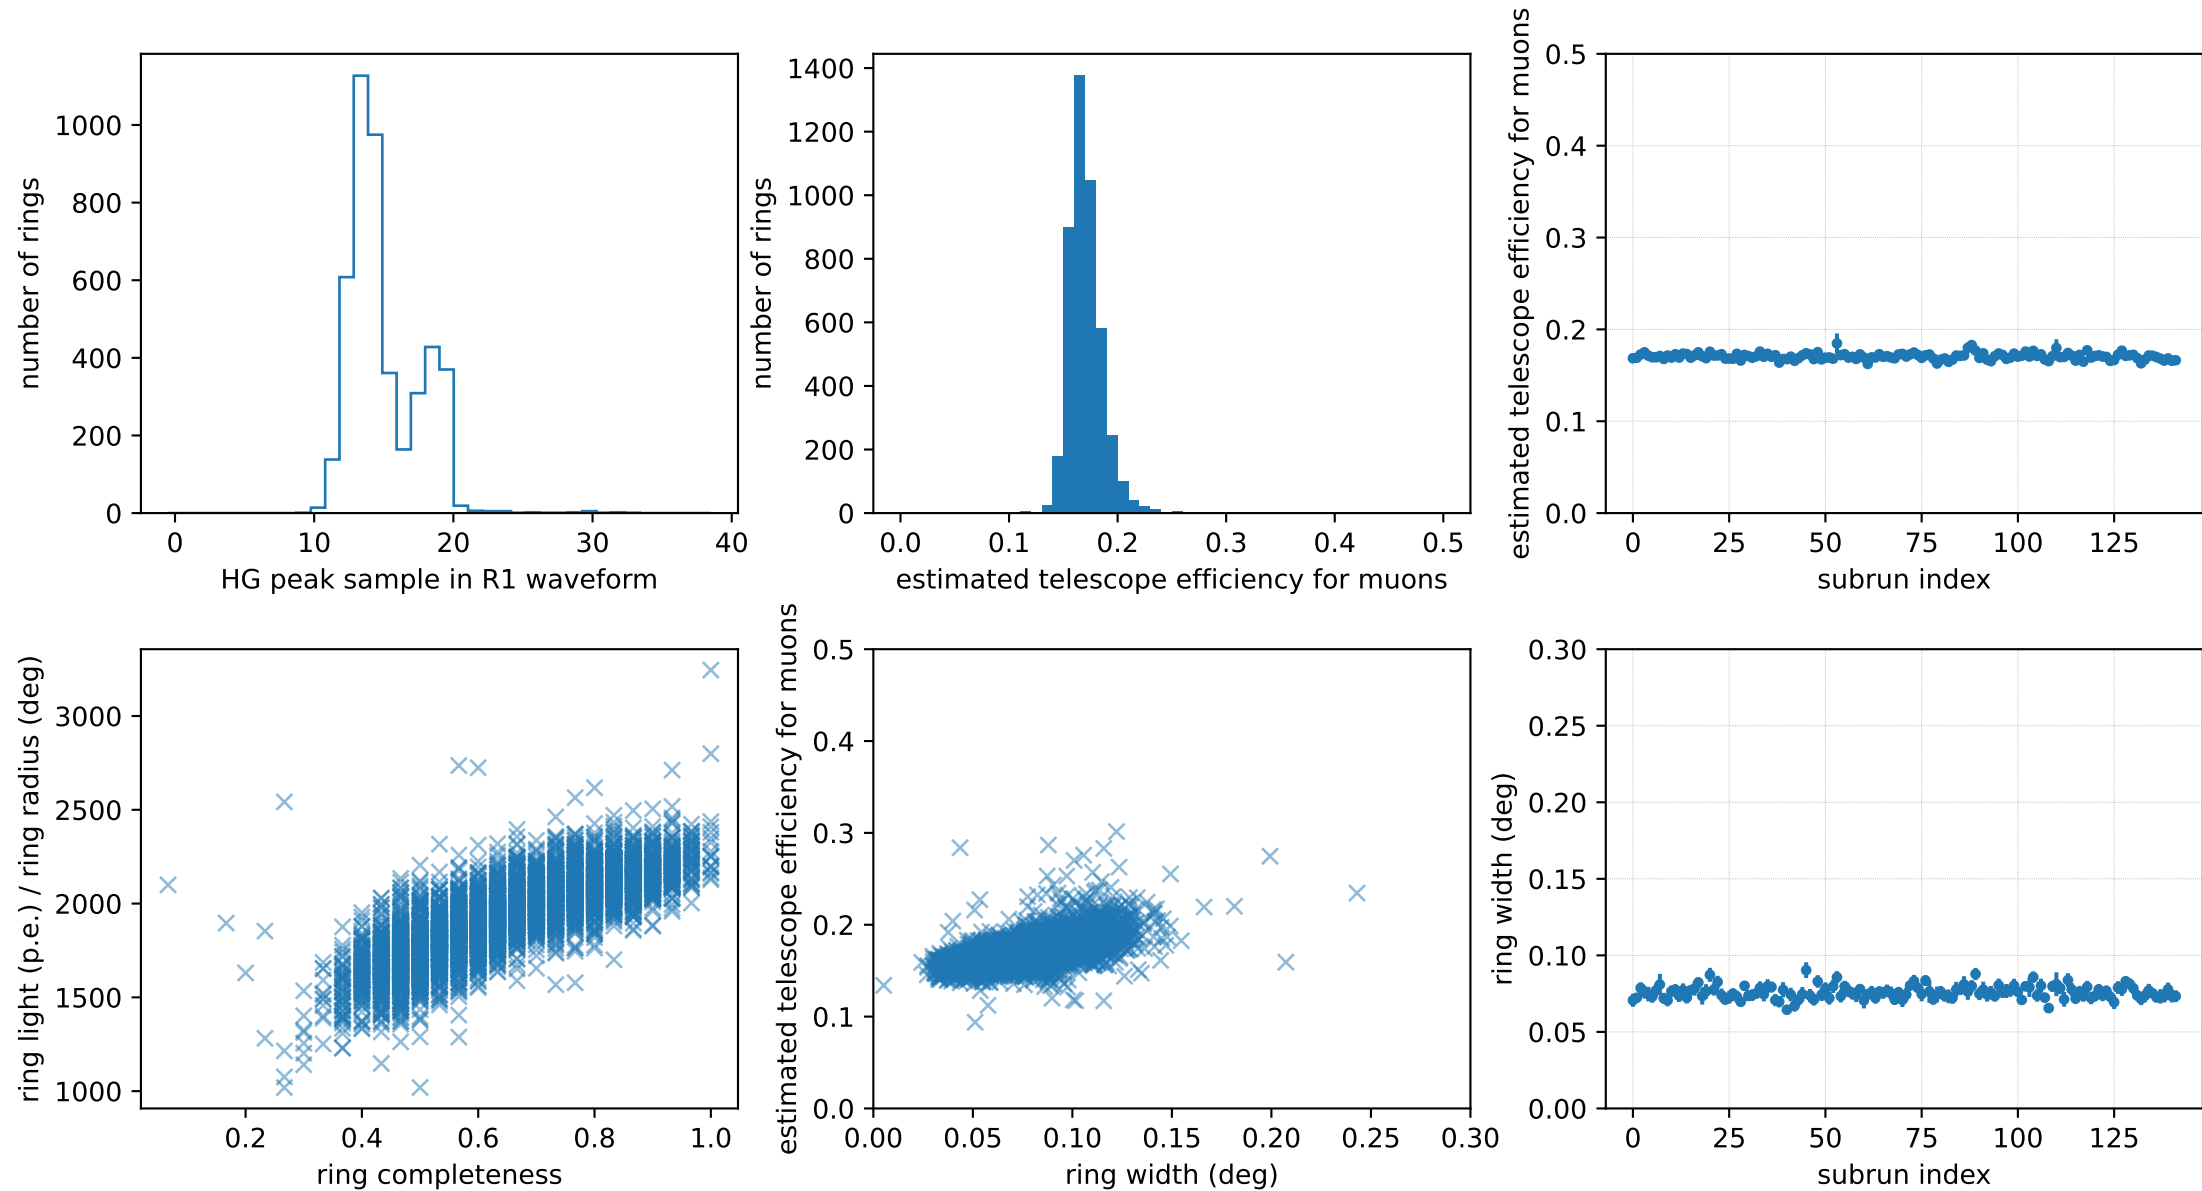 number of rings
1000
800
600
400
200
0
0 10 20 30 40
HG peak sample in R1 waveform
number of rings
1400
1200
1000
800
600
400
200
0
0.0 0.1 0.2 0.3 0.4 0.5
estimated telescope efficiency for muons
estimated telescope efficiency for muons
0.5
0.4
0.3
0.2
0.1
0.0
0 25 50 75 100 125
subrun index
ring light (p.e.) / ring radius (deg)
3000
2500
2000
1500
1000
0.2 0.4 0.6 0.8 1.0
ring completeness
estimated telescope efficiency for muons
0.5
0.4
0.3
0.2
0.1
0.0
0.00 0.05 0.10 0.15 0.20 0.25 0.30
ring width (deg)
ring width (deg)
0.30
0.25
0.20
0.15
0.10
0.05
0.00
0 25 50 75 100 125
subrun index